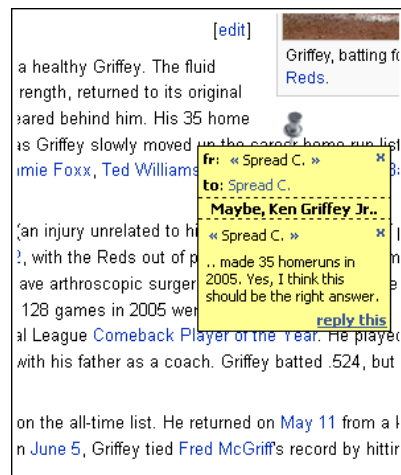 [edit]
Griffey, batting fo
Reds.
a healthy Griffey. The fluid
rength, returned to its original
eared behind him. His 35 home
as Griffey slowly moved up the career home run list
mie Foxx, Ted Williams
fr: « Spread C. » ×
to: Spread C.
Maybe, Ken Griffey Jr..
« Spread C. » ×
.. made 35 homeruns in
2005. Yes, I think this
should be the right answer.
reply this
(an injury unrelated to hi
, with the Reds out of p
ave arthroscopic surger
128 games in 2005 wer
al League Comeback Player of the Year. He played
with his father as a coach. Griffey batted .524, but
on the all-time list. He returned on May 11 from a k
n June 5, Griffey tied Fred McGriff's record by hittin